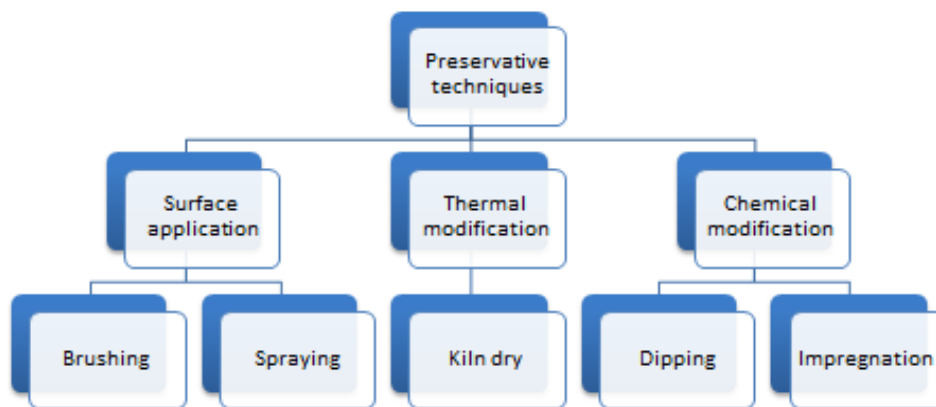 Preservative
techniques
Surface
application
Thermal
modification
Chemical
modification
Brushing
Spraying
Kiln dry
Dipping
Impregnation